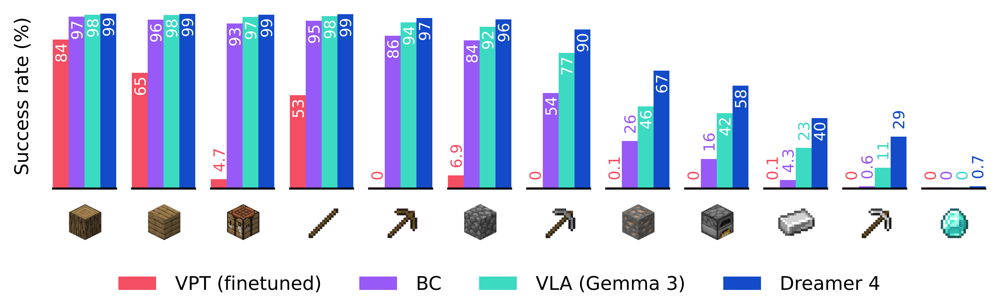 Success rate (%)
84 97 98 99
65 96 98 99
4.7 93 97 99
53 95 98 99
0 86 94 97
6.9 84 92 96
0 54 77 90
0.1 26 46 67
0 16 42 58
0.1 4.3 23 40
0 0.6 11 29
0 0 0 0.7
VPT (finetuned) BC VLA (Gemma 3) Dreamer 4